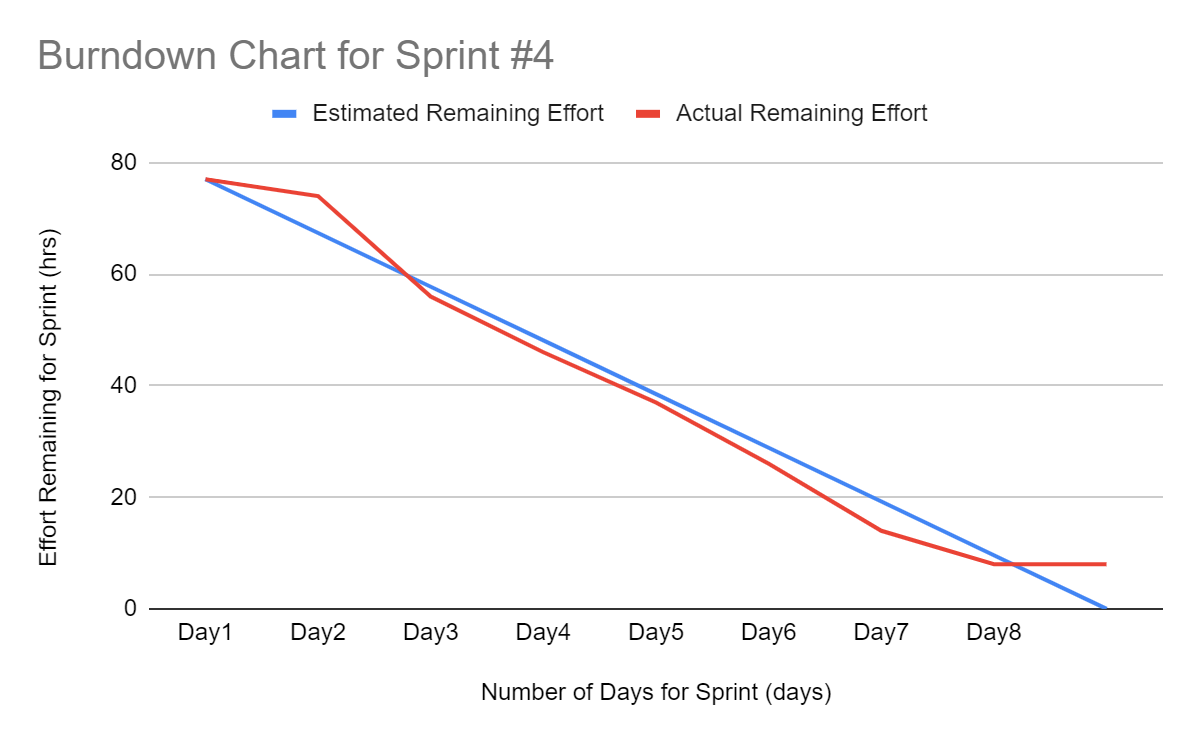 Burndown Chart for Sprint #4
Estimated Remaining Effort
Actual Remaining Effort
Effort Remaining for Sprint (hrs)
80
60
40
20
0
Day1 Day2 Day3 Day4 Day5 Day6 Day7 Day8
Number of Days for Sprint (days)